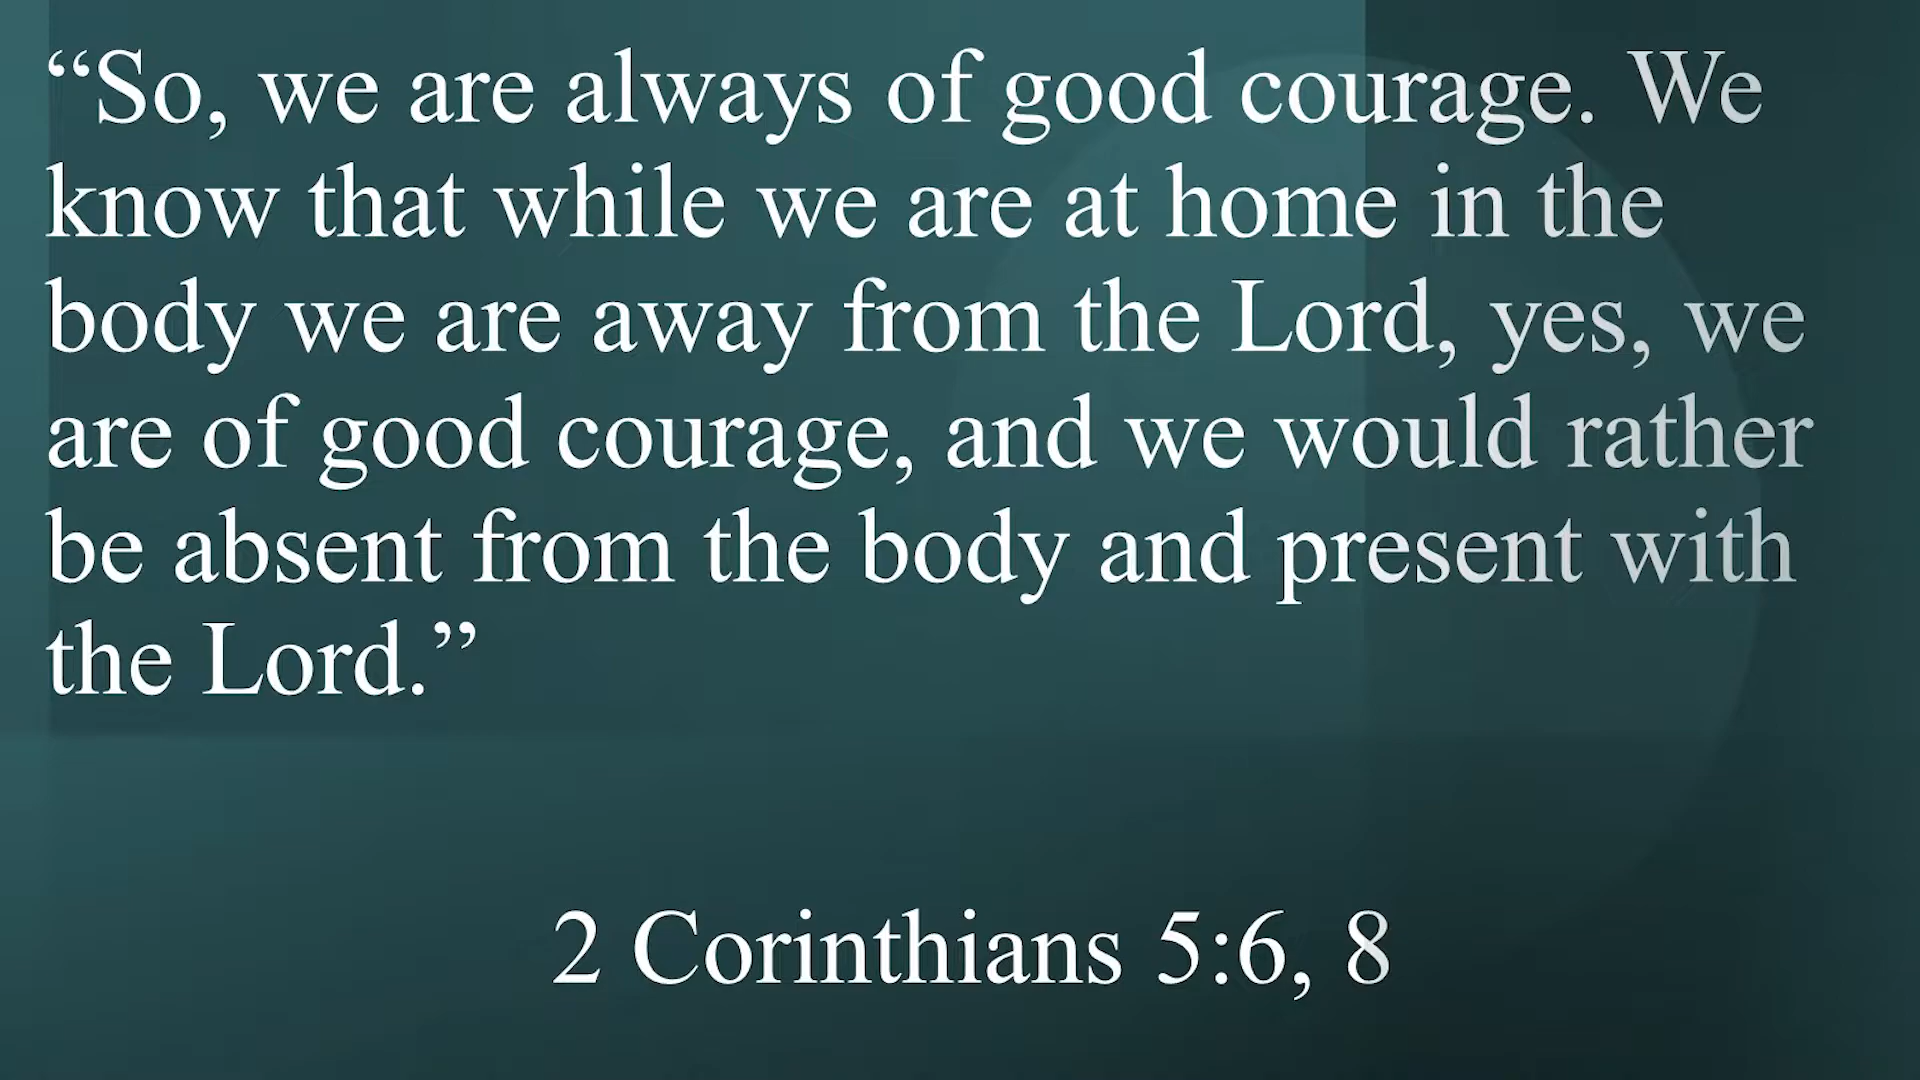 “So, we are always of good courage. We
know that while we are at home in the
body we are away from the Lord, yes, we
are of good courage, and we would rather
be absent from the body and present with
the Lord.”
2 Corinthians 5:6, 8